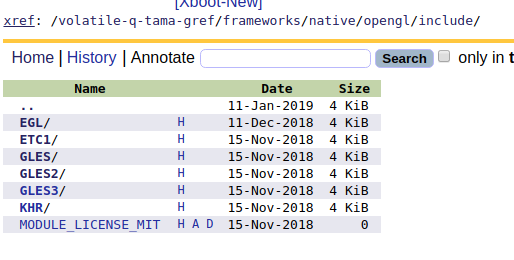 [Xboot-New]
xref: /volatile-q-tama-gref/frameworks/native/opengl/include/
Home | History | Annotate Search only in t
Name Date Size
.. 11-Jan-2019 4 KiB
EGL/ H 11-Dec-2018 4 KiB
ETC1/ H 15-Nov-2018 4 KiB
GLES/ H 15-Nov-2018 4 KiB
GLES2/ H 15-Nov-2018 4 KiB
GLES3/ H 15-Nov-2018 4 KiB
KHR/ H 15-Nov-2018 4 KiB
MODULE_LICENSE_MIT H A D 15-Nov-2018 0